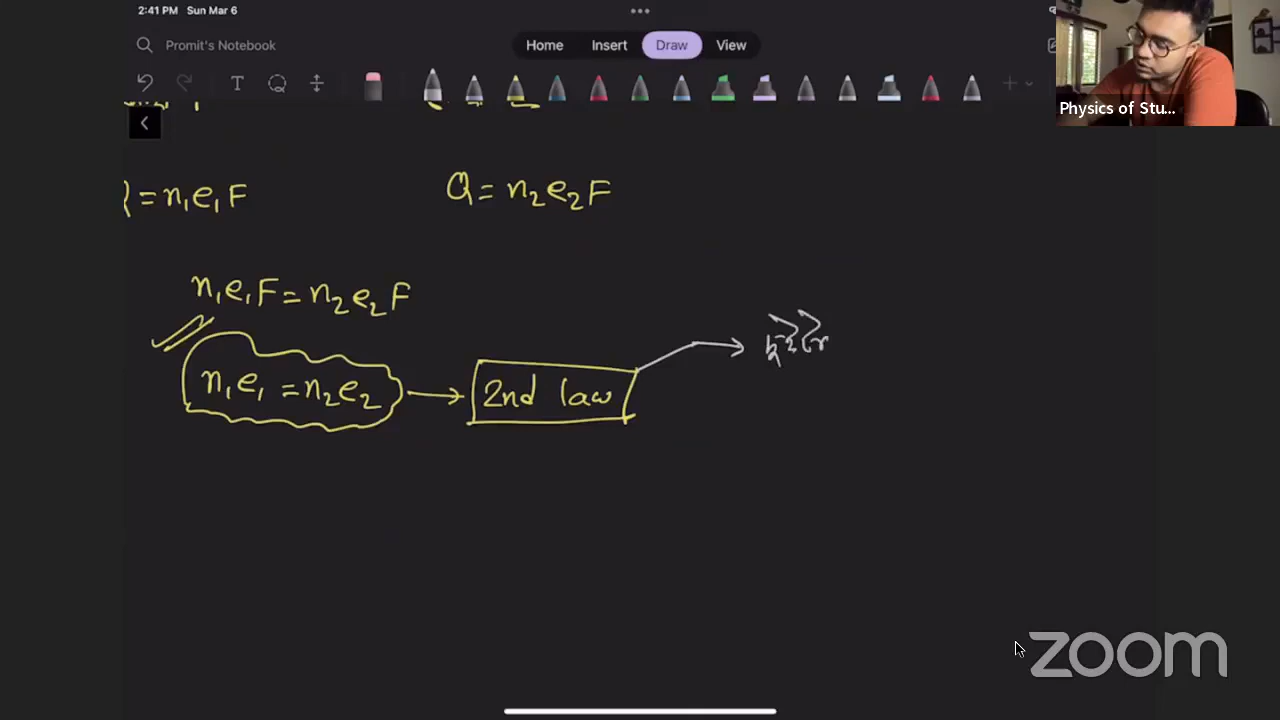 2:41 PM Sun Mar 6
Promit's Notebook
Home Insert Draw View
Physics of Stu...
= n₁e₁F
Q = n₂e₂F
n₁e₁F = n₂e₂F
n₁e₁ = n₂e₂
2nd law
zoom